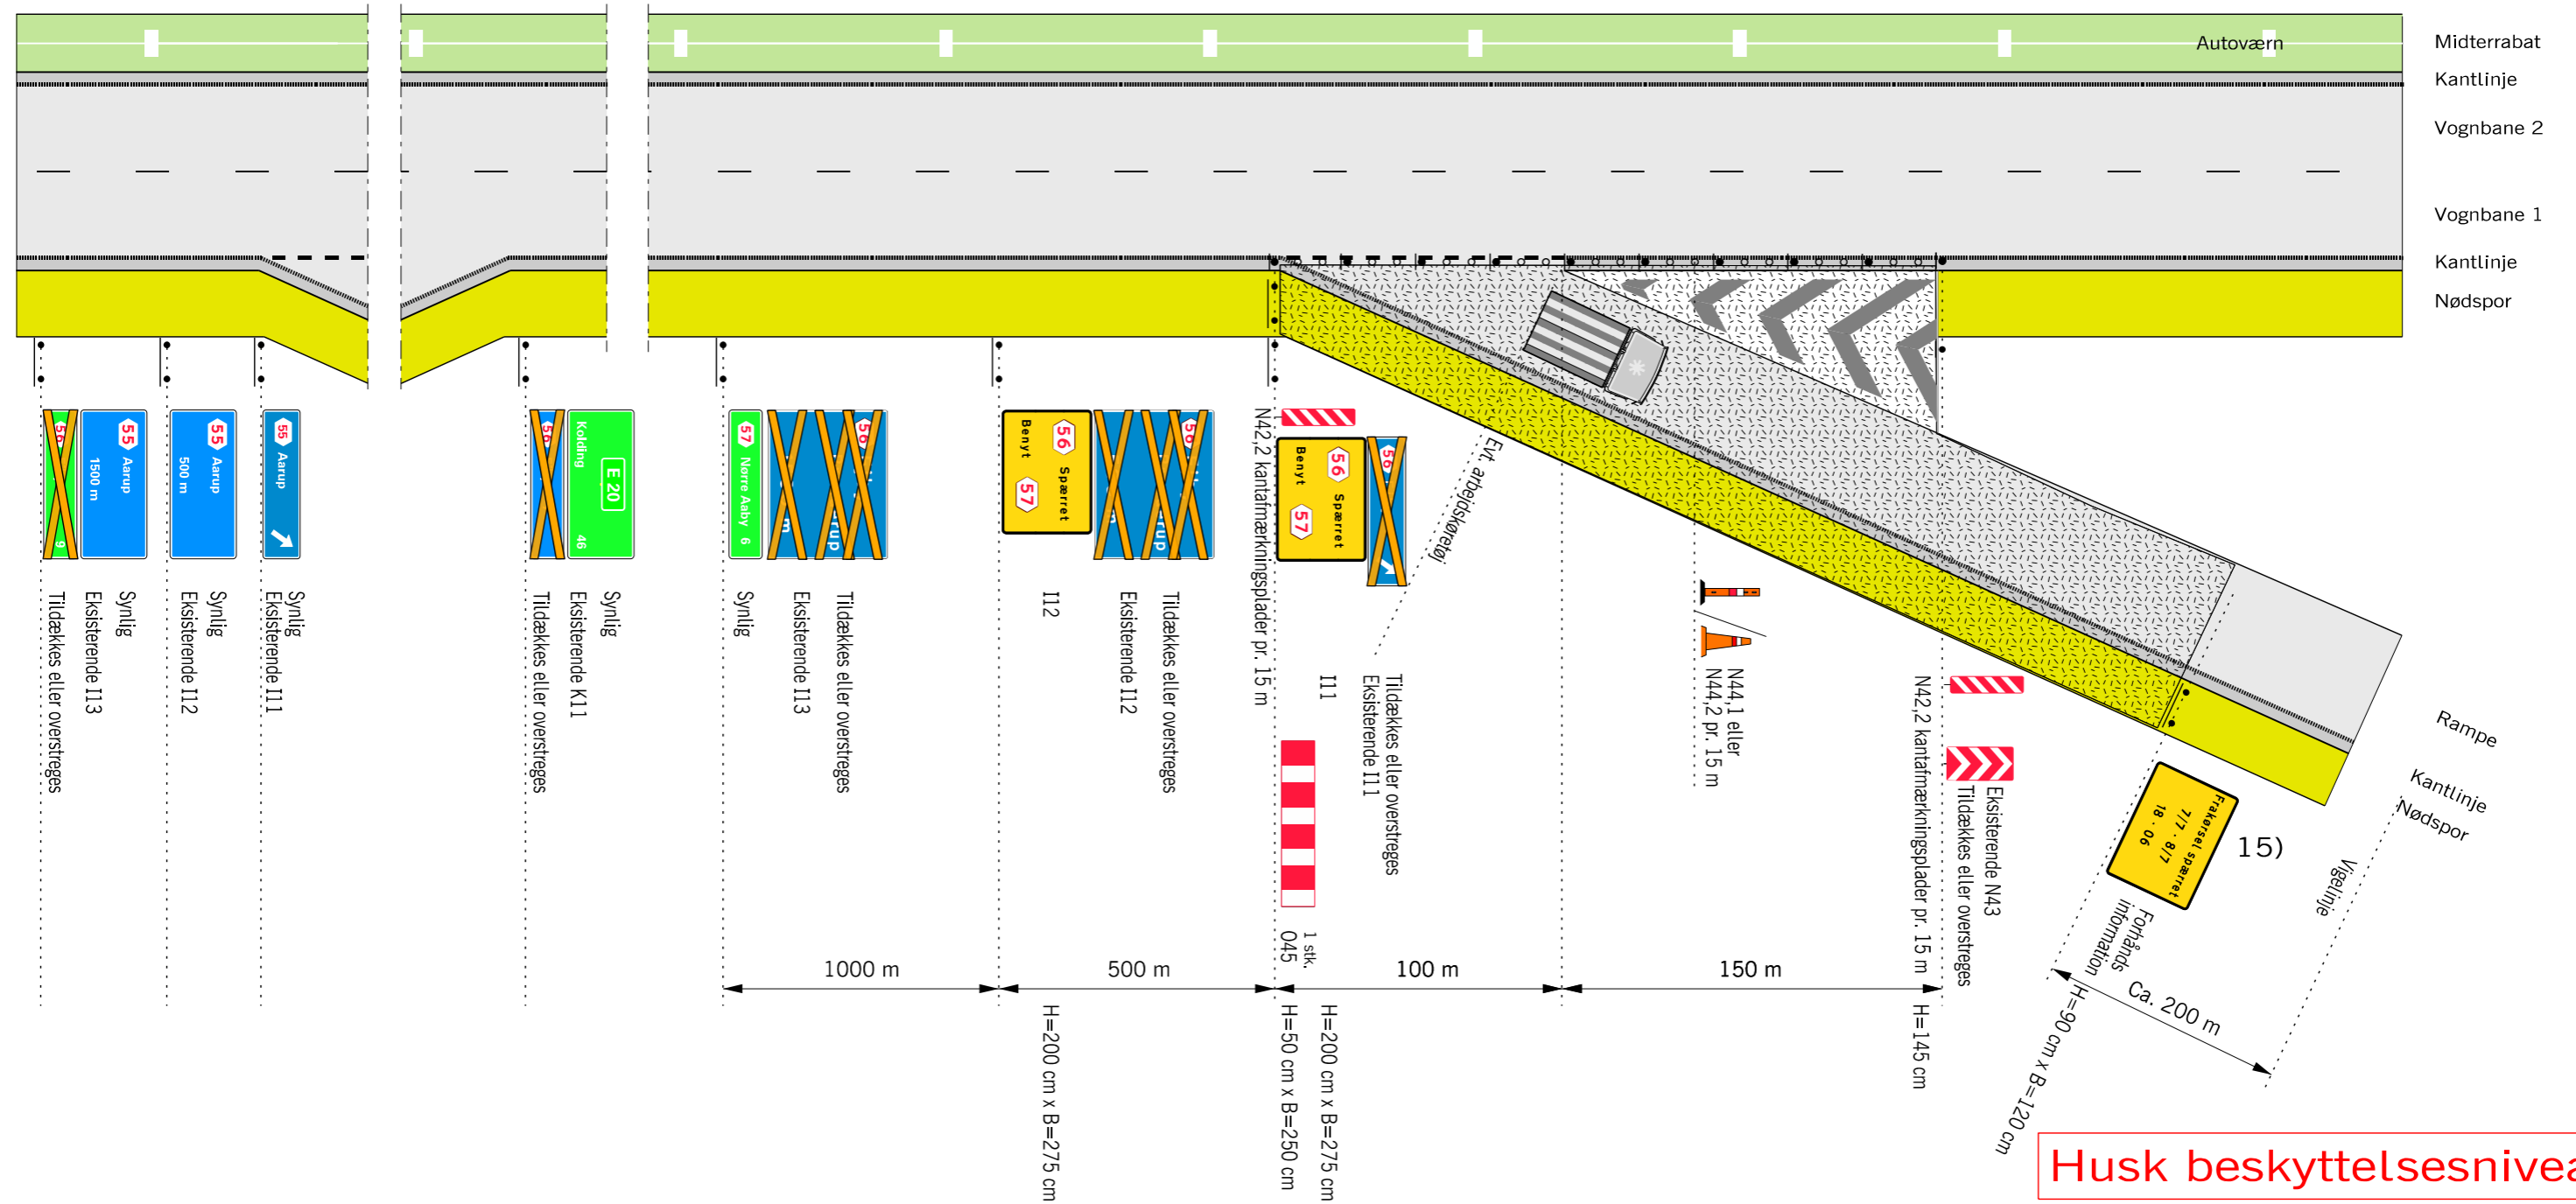 Autoværn
Midterrabat
Kantlinje
Vognbane 2
Vognbane 1
Kantlinje
Nødspor
56
9
55 Aarup
1500 m
Synlig
Eksisterende I13
Tildækkes eller overstreges
55 Aarup
500 m
Synlig
Eksisterende I12
55 Aarup
Synlig
Eksisterende I11
56
E 20
Kolding 46
Synlig
Eksisterende K11
Tildækkes eller overstreges
57 Nørre Aaby 6
Synlig
56
Tildækkes eller overstreges
Eksisterende I13
56 Spærret
Benyt 57
I12
56
Tildækkes eller overstreges
Eksisterende I12
N42,2 kantafmærkningsplader pr. 15 m
56 Spærret
Benyt 57
I11
56
Tildækkes eller overstreges
Eksisterende I11
Evt. arbejdskøretøj
1 stk.
O45
N44,1 eller
N44,2 pr. 15 m
N42,2 kantafmærkningsplader pr. 15 m
Eksisterende N43
Tildækkes eller overstreges
Frakørsel spærret
7/7 - 8/7
18 - 06
15)
Forhånds
information
Rampe
Kantlinje
Nødspor
Vigelinje
1000 m
500 m
100 m
150 m
Ca. 200 m
H=200 cm x B=275 cm
H=200 cm x B=275 cm
H=50 cm x B=250 cm
H=145 cm
H=90 cm x B=120 cm
Husk beskyttelsesnivea